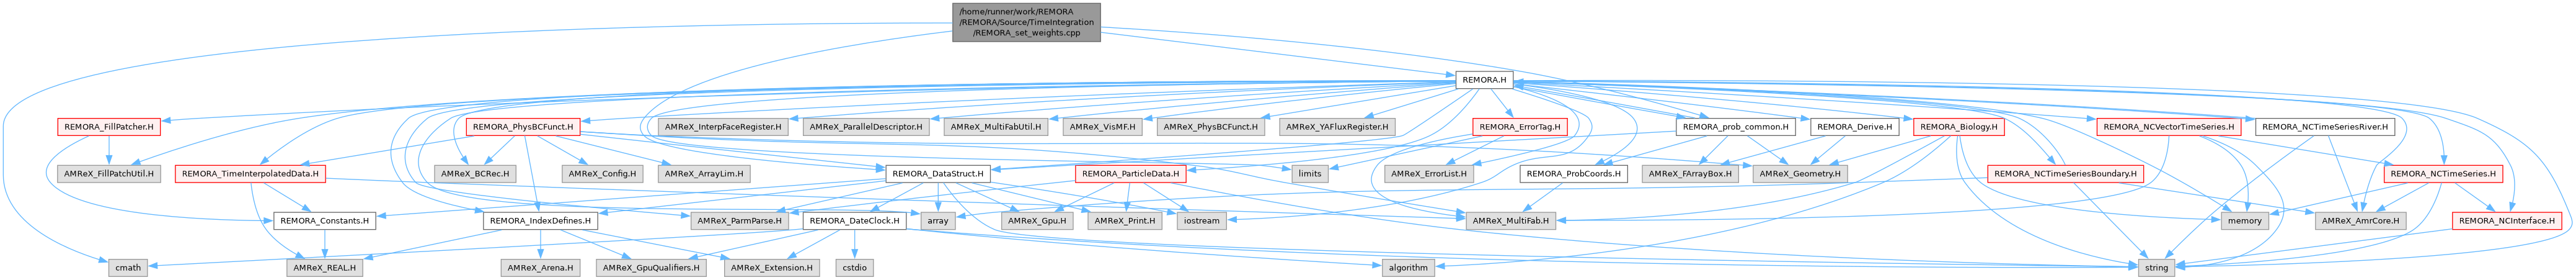 /home/runner/work/REMORA
/REMORA/Source/TimeIntegration
/REMORA_set_weights.cpp
REMORA.H
REMORA_FillPatcher.H
REMORA_PhysBCFunct.H
AMReX_InterpFaceRegister.H
AMReX_ParallelDescriptor.H
AMReX_MultiFabUtil.H
AMReX_VisMF.H
AMReX_PhysBCFunct.H
AMReX_YAFluxRegister.H
REMORA_ErrorTag.H
REMORA_prob_common.H
REMORA_Derive.H
REMORA_Biology.H
REMORA_NCVectorTimeSeries.H
REMORA_NCTimeSeriesRiver.H
AMReX_FillPatchUtil.H
REMORA_TimeInterpolatedData.H
AMReX_BCRec.H
AMReX_Config.H
AMReX_ArrayLim.H
REMORA_DataStruct.H
limits
REMORA_ParticleData.H
AMReX_ErrorList.H
REMORA_ProbCoords.H
AMReX_FArrayBox.H
AMReX_Geometry.H
REMORA_NCTimeSeriesBoundary.H
REMORA_NCTimeSeries.H
REMORA_Constants.H
REMORA_IndexDefines.H
AMReX_ParmParse.H
REMORA_DateClock.H
array
AMReX_Gpu.H
AMReX_Print.H
iostream
AMReX_MultiFab.H
memory
AMReX_AmrCore.H
REMORA_NCInterface.H
cmath
AMReX_REAL.H
AMReX_Arena.H
AMReX_GpuQualifiers.H
AMReX_Extension.H
cstdio
algorithm
string